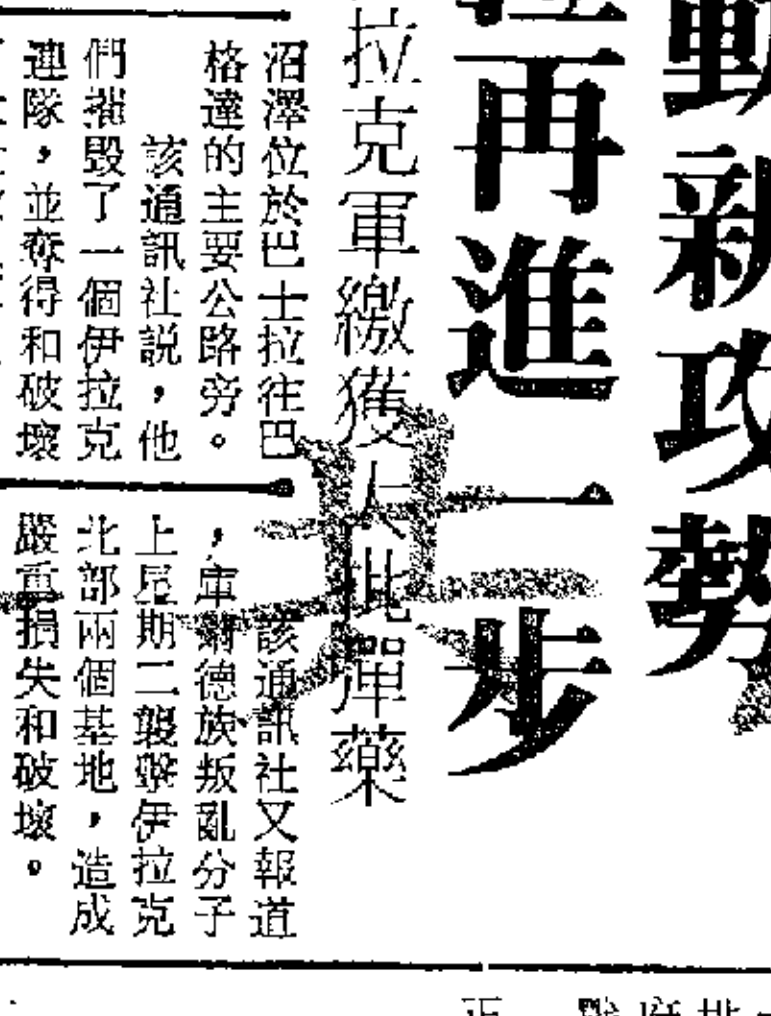 動新攻勢
再進一步
拉克軍繳獲大批彈藥
沼澤位於巴士拉往巴
格達的主要公路旁。
該通訊社說，他
們摧毀了一個伊拉克
連隊，並奪得和破壞
該通訊社又報道
，庫爾德族叛亂分子
上星期二襲擊伊拉克
北部兩個基地，造成
嚴重損失和破壞。